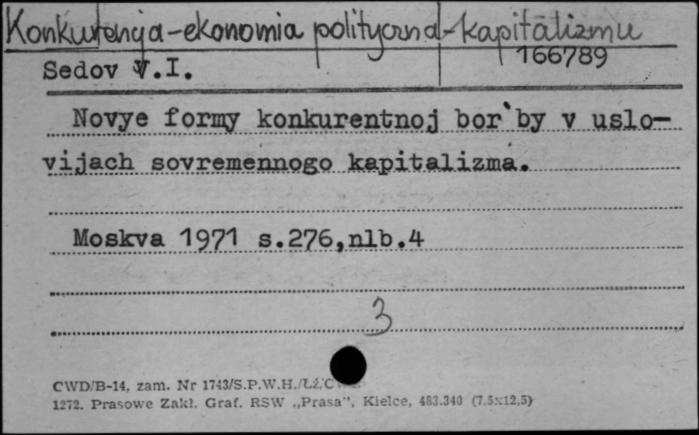 Konkurencja-ekonomia polityczna-kapitalizmu
166789
Sedov V.I.
Novye formy konkurentnoj bor`by v uslo-
vijach sovremennogo kapitalizma.
Moskva 1971 s.276,nlb.4
3
CWD/B-14, zam. Nr 1743/S.P.W.H./ŁŻ/
1272. Prasowe Zakł. Graf. RSW „Prasa”, Kielce, 483.340 (7.5x12,5)